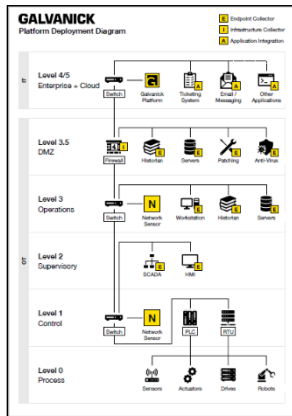 GALVANICK
Platform Deployment Diagram
E Endpoint Collector
I Infrastructure Collector
A Application Integration
IT
Level 4/5
Enterprise + Cloud
Switch
G
Galvanick
Platform
A
Ticketing
System
A
Email /
Messaging
A
Other
Applications
Level 3.5
DMZ
I
Firewall
E
Historian
E
Servers
E
Patching
E
Anti-Virus
OT
Level 3
Operations
Switch
N
Network
Sensor
E
Workstation
E
Historian
E
Servers
Level 2
Supervisory
E
SCADA
E
HMI
Level 1
Control
Switch
N
Network
Sensor
PLC
RTU
Level 0
Process
Sensors
Actuators
Drives
Robots